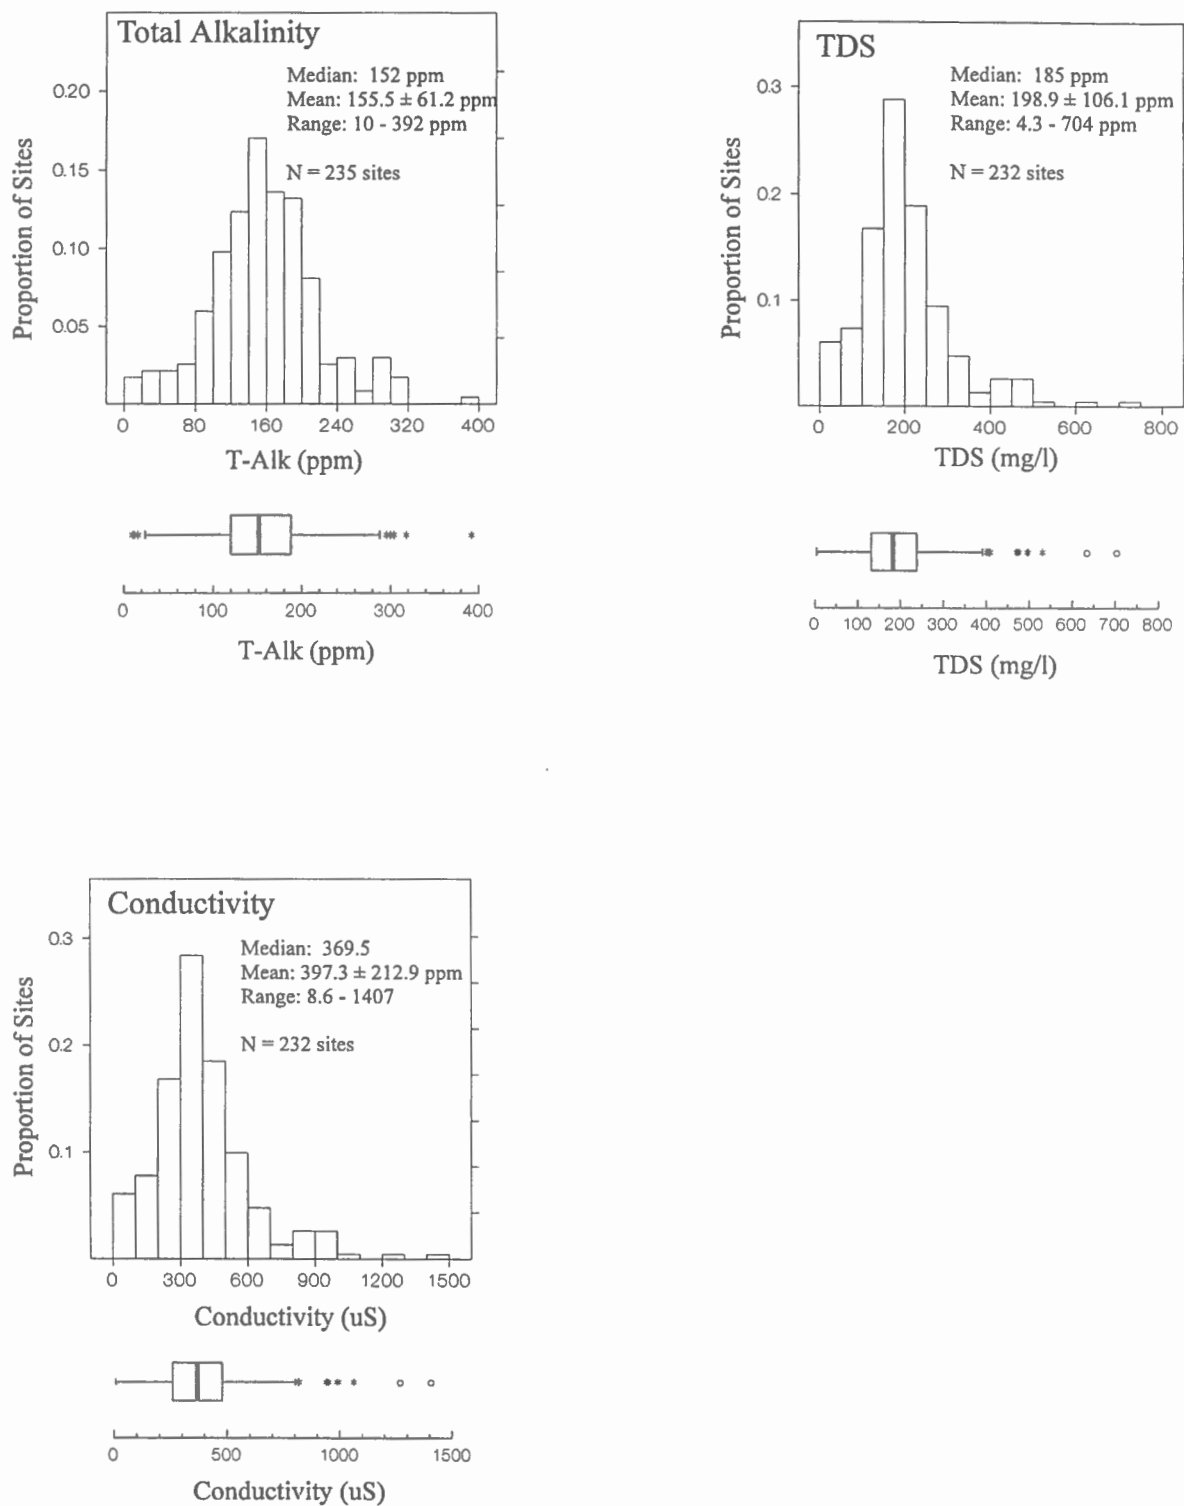 Total Alkalinity
Median: 152 ppm
Mean: 155.5 ± 61.2 ppm
Range: 10 - 392 ppm
N = 235 sites
Proportion of Sites
0.20
0.15
0.10
0.05
0 80 160 240 320 400
T-Alk (ppm)
0 100 200 300 400
T-Alk (ppm)
TDS
Median: 185 ppm
Mean: 198.9 ± 106.1 ppm
Range: 4.3 - 704 ppm
N = 232 sites
Proportion of Sites
0.3
0.2
0.1
0 200 400 600 800
TDS (mg/l)
0 100 200 300 400 500 600 700 800
TDS (mg/l)
Conductivity
Median: 369.5
Mean: 397.3 ± 212.9 ppm
Range: 8.6 - 1407
N = 232 sites
Proportion of Sites
0.3
0.2
0.1
0 300 600 900 1200 1500
Conductivity (uS)
0 500 1000 1500
Conductivity (uS)